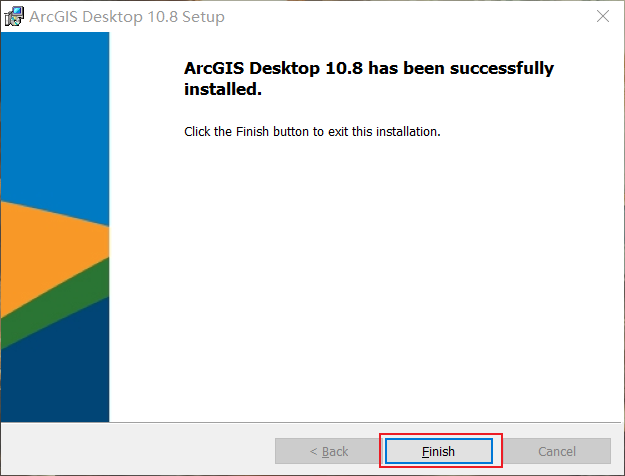 ArcGIS Desktop 10.8 Setup
ArcGIS Desktop 10.8 has been successfully
installed.
Click the Finish button to exit this installation.
< Back
Finish
Cancel